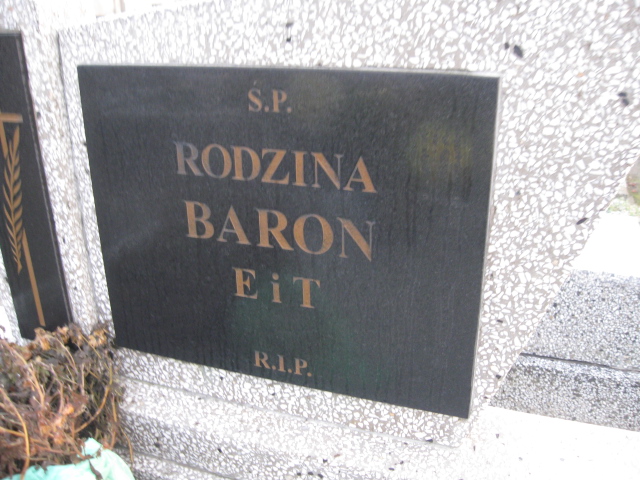 Ś.P.
RODZINA
BARON
E i T
R.I.P.